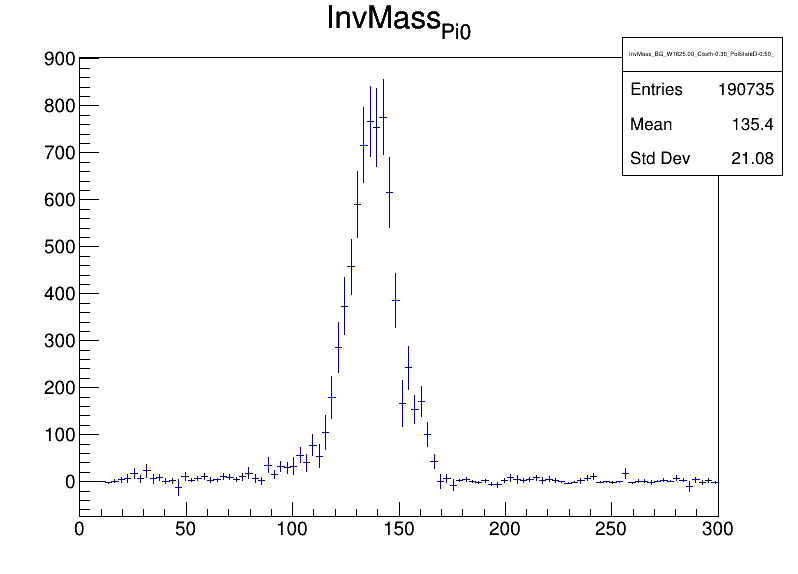 InvMass_Pi0
InvMass_BG_W1625.00_Costh-0.30_PolStateD-0.50_
Entries 190735
Mean 135.4
Std Dev 21.08
900
800
700
600
500
400
300
200
100
0
0 50 100 150 200 250 300